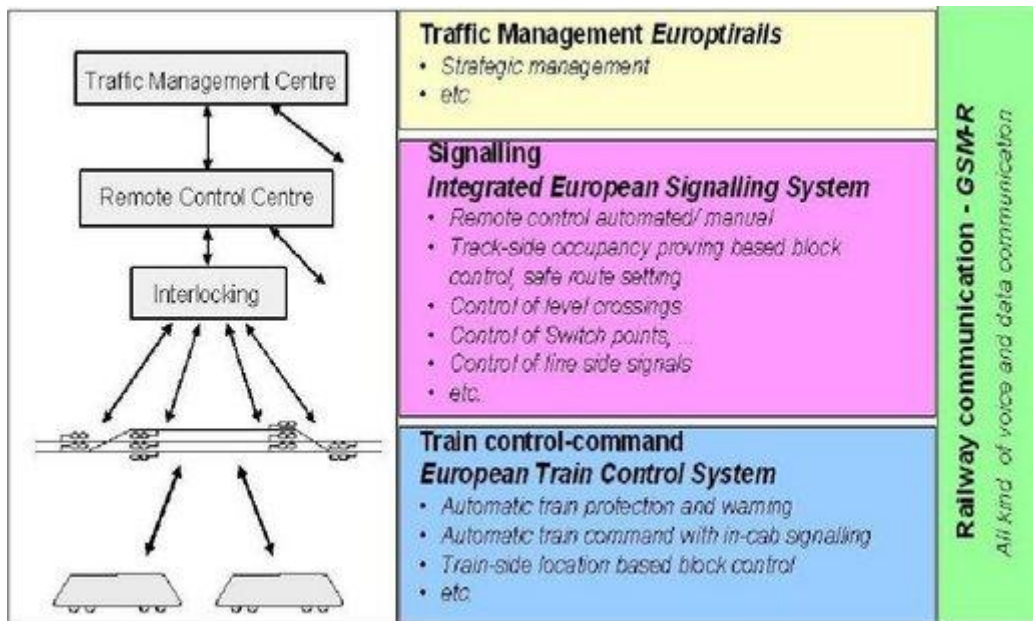 Traffic Management Centre
Remote Control Centre
Interlocking
Traffic Management Europtirails
• Strategic management
• etc
Signalling
Integrated European Signalling System
• Remote control automated/ manual
• Track-side occupancy proving based block
control, safe route setting
• Control of level crossings
• Control of Switch points, ...
• Control of line side signals
• etc.
Train control-command
European Train Control System
• Automatic train protection and warning
• Automatic train command with in-cab signalling
• Train-side location based block control
• etc
Railway communication - GSM-R
All kind of voice and data communication